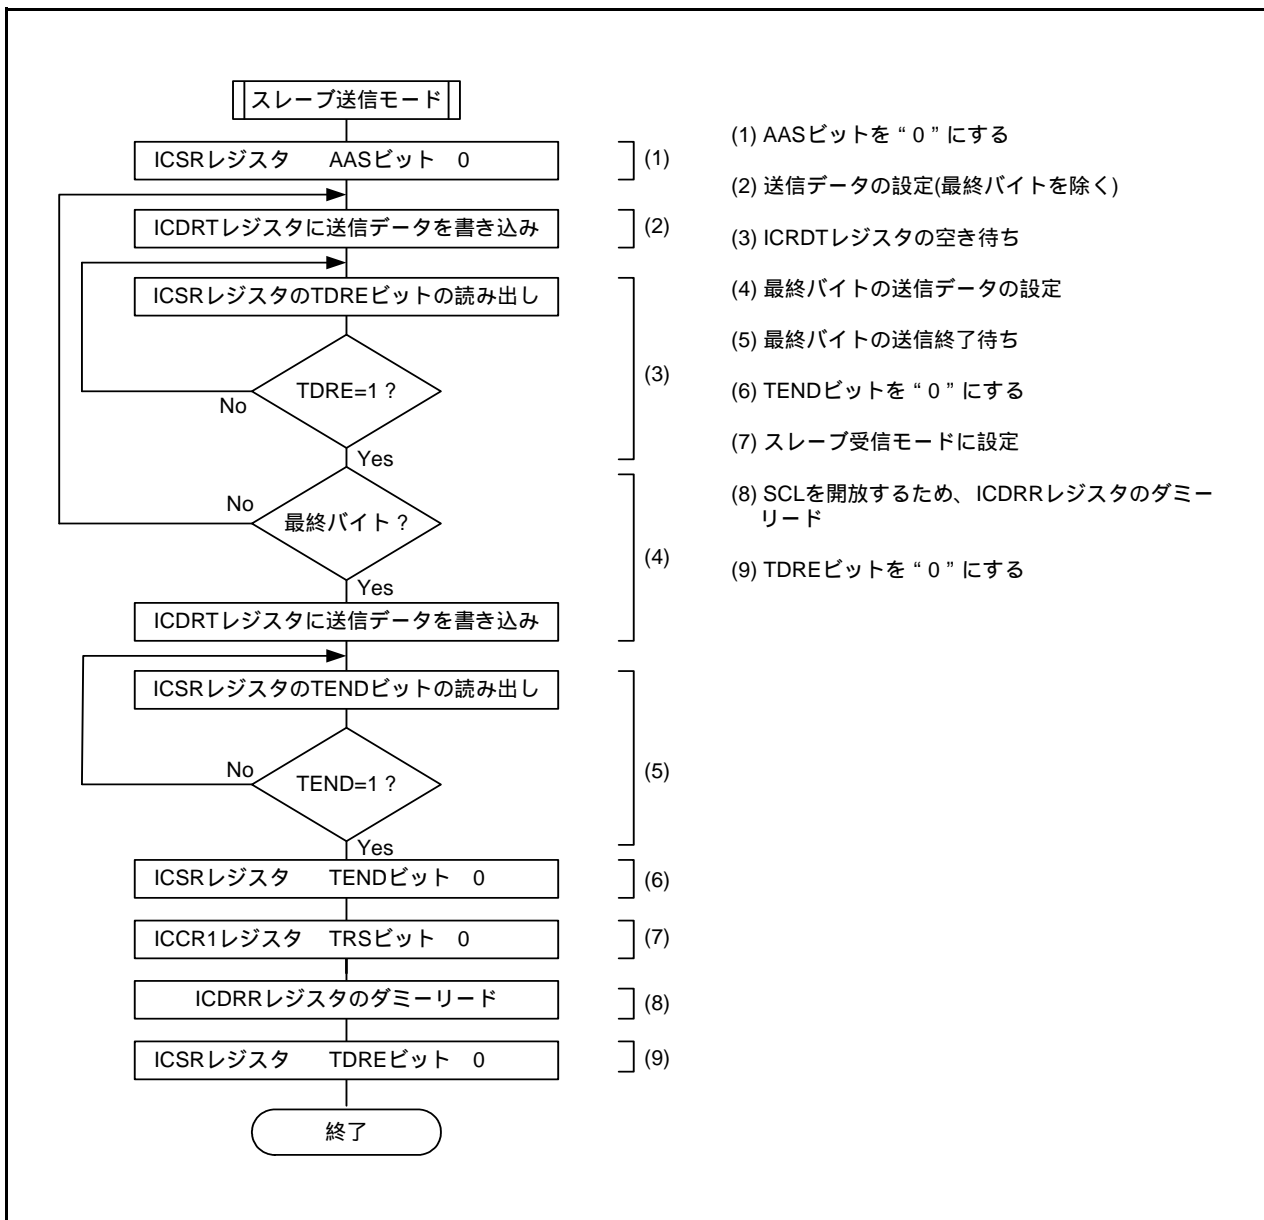 スレーブ送信モード
ICSRレジスタ AASビット 0
(1)
ICDRTレジスタに送信データを書き込み
(2)
ICSRレジスタのTDREビットの読み出し
TDRE=1 ?
No
Yes
(3)
最終バイト ?
No
Yes
ICDRTレジスタに送信データを書き込み
(4)
ICSRレジスタのTENDビットの読み出し
TEND=1 ?
No
Yes
(5)
ICSRレジスタ TENDビット 0
(6)
ICCR1レジスタ TRSビット 0
(7)
ICDRRレジスタのダミーリード
(8)
ICSRレジスタ TDREビット 0
(9)
終了
(1) AASビットを “ 0 ” にする
(2) 送信データの設定(最終バイトを除く)
(3) ICRDTレジスタの空き待ち
(4) 最終バイトの送信データの設定
(5) 最終バイトの送信終了待ち
(6) TENDビットを “ 0 ” にする
(7) スレーブ受信モードに設定
(8) SCLを開放するため、ICDRRレジスタのダミー
リード
(9) TDREビットを “ 0 ” にする